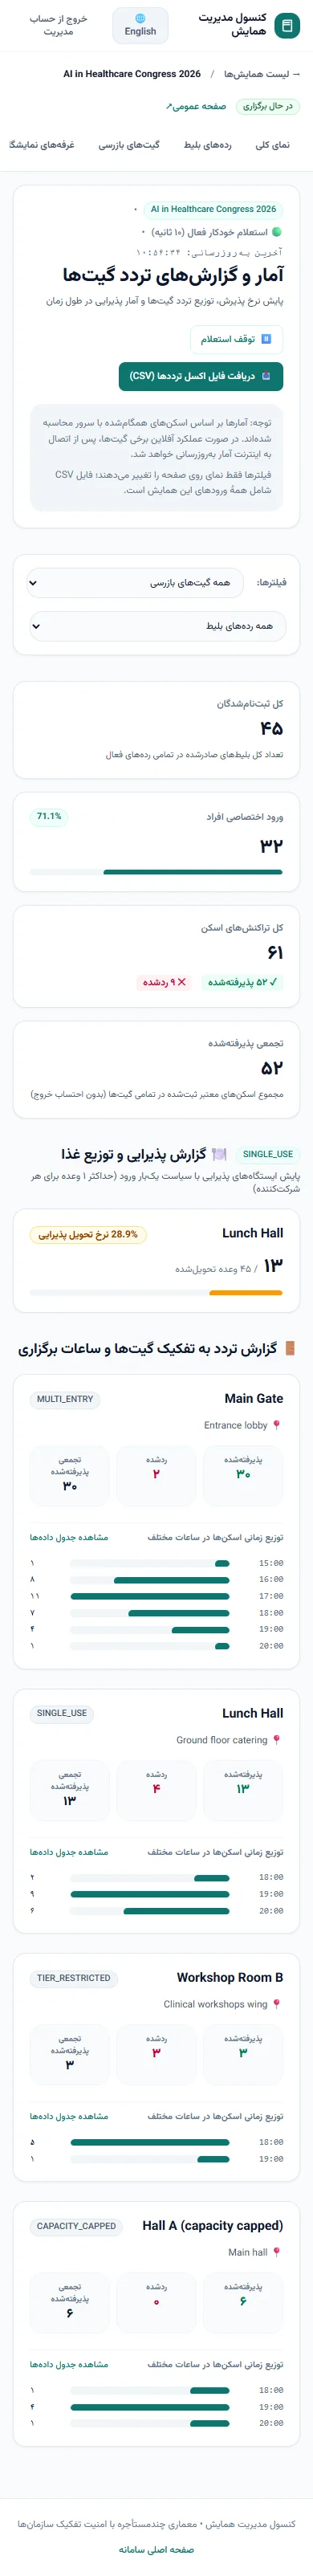 کنسول مدیریت همایش
English
خروج از حساب مدیریت
→ لیست همایش‌ها / AI in Healthcare Congress 2026
در حال برگزاری
صفحه عمومی↗
نمای کلی
رده‌های بلیط
گیت‌های بازرسی
غرفه‌های نمایشگا
AI in Healthcare Congress 2026 •
استعلام خودکار فعال (۱۰ ثانیه) •
آخرین به‌روزرسانی: ۱۰:۵۴:۳۴
آمار و گزارش‌های تردد گیت‌ها
پایش نرخ پذیرش، توزیع تردد گیت‌ها و آمار پذیرایی در طول زمان
توقف استعلام
دریافت فایل اکسل ترددها (CSV)
توجه: آمارها بر اساس اسکن‌های همگام‌شده با سرور محاسبه
شده‌اند. در صورت عملکرد آفلاین برخی گیت‌ها، پس از اتصال
به اینترنت آمار به‌روزرسانی خواهد شد.
فیلترها فقط نمای روی صفحه را تغییر می‌دهند؛ فایل CSV
شامل همهٔ ورودهای این همایش است.
فیلترها:
همه گیت‌های بازرسی
همه رده‌های بلیط
کل ثبت‌نام‌شدگان
۴۵
تعداد کل بلیط‌های صادرشده در تمامی رده‌های فعال
ورود اختصاصی افراد
71.1%
۳۲
کل تراکنش‌های اسکن
۶۱
✓ ۵۲ پذیرفته‌شده
✕ ۹ ردشده
تجمعی پذیرفته‌شده
۵۲
مجموع اسکن‌های معتبر ثبت‌شده در تمامی گیت‌ها (بدون احتساب خروج)
🍽️ گزارش پذیرایی و توزیع غذا
SINGLE_USE
پایش ایستگاه‌های پذیرایی با سیاست یک‌بار ورود (حداکثر ۱ وعده برای هر
شرکت‌کننده)
Lunch Hall
28.9% نرخ تحویل پذیرایی
۱۳ / ۴۵ وعده تحویل‌شده
🚪 گزارش تردد به تفکیک گیت‌ها و ساعات برگزاری
Main Gate
MULTI_ENTRY
📍 Entrance lobby
پذیرفته‌شده
۳۰
ردشده
۲
تجمعی پذیرفته‌شده
۳۰
توزیع زمانی اسکن‌ها در ساعات مختلف
مشاهده جدول داده‌ها
15:00 ۱
16:00 ۸
17:00 ۱۱
18:00 ۷
19:00 ۴
20:00 ۱
Lunch Hall
SINGLE_USE
📍 Ground floor catering
پذیرفته‌شده
۱۳
ردشده
۴
تجمعی پذیرفته‌شده
۱۳
توزیع زمانی اسکن‌ها در ساعات مختلف
مشاهده جدول داده‌ها
18:00 ۲
19:00 ۹
20:00 ۶
Workshop Room B
TIER_RESTRICTED
📍 Clinical workshops wing
پذیرفته‌شده
۳
ردشده
۳
تجمعی پذیرفته‌شده
۳
توزیع زمانی اسکن‌ها در ساعات مختلف
مشاهده جدول داده‌ها
18:00 ۵
19:00 ۱
Hall A (capacity capped)
CAPACITY_CAPPED
📍 Main hall
پذیرفته‌شده
۶
ردشده
۰
تجمعی پذیرفته‌شده
۶
توزیع زمانی اسکن‌ها در ساعات مختلف
مشاهده جدول داده‌ها
18:00 ۱
19:00 ۴
20:00 ۱
کنسول مدیریت همایش • معماری چندمستأجره با امنیت تفکیک سازمان‌ها
صفحه اصلی سامانه